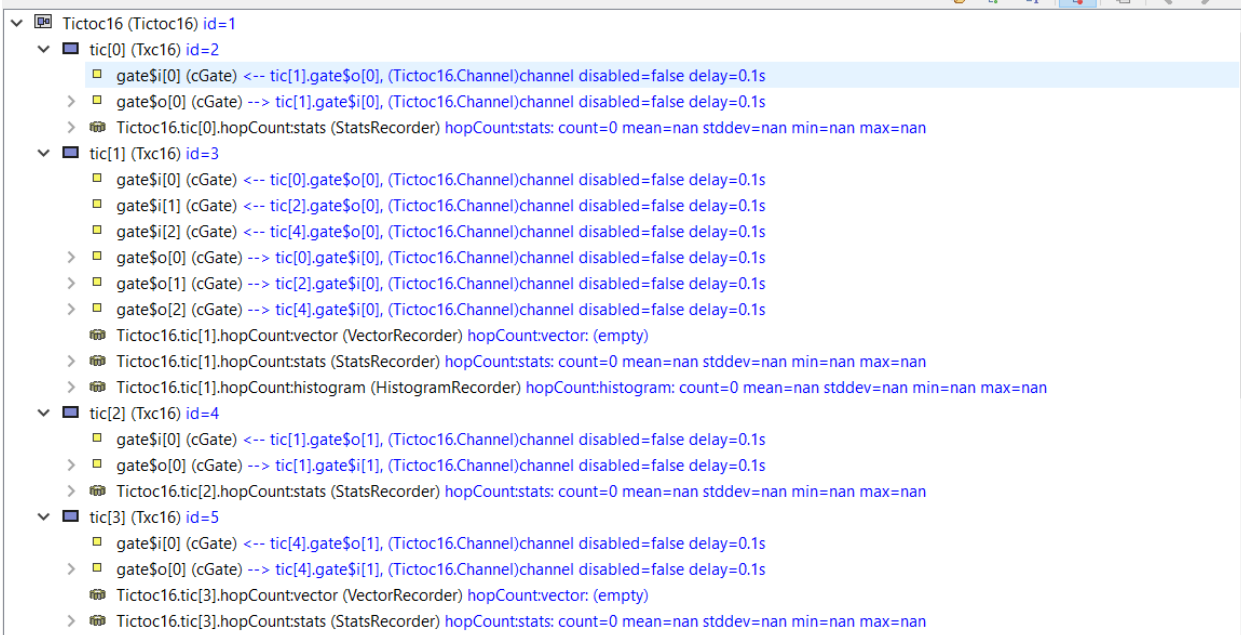 Tictoc16 (Tictoc16) id=1
tic[0] (Txc16) id=2
gate$i[0] (cGate) <-- tic[1].gate$o[0], (Tictoc16.Channel)channel disabled=false delay=0.1s
gate$o[0] (cGate) --> tic[1].gate$i[0], (Tictoc16.Channel)channel disabled=false delay=0.1s
Tictoc16.tic[0].hopCount:stats (StatsRecorder) hopCount:stats: count=0 mean=nan stddev=nan min=nan max=nan
tic[1] (Txc16) id=3
gate$i[0] (cGate) <-- tic[0].gate$o[0], (Tictoc16.Channel)channel disabled=false delay=0.1s
gate$i[1] (cGate) <-- tic[2].gate$o[0], (Tictoc16.Channel)channel disabled=false delay=0.1s
gate$i[2] (cGate) <-- tic[4].gate$o[0], (Tictoc16.Channel)channel disabled=false delay=0.1s
gate$o[0] (cGate) --> tic[0].gate$i[0], (Tictoc16.Channel)channel disabled=false delay=0.1s
gate$o[1] (cGate) --> tic[2].gate$i[0], (Tictoc16.Channel)channel disabled=false delay=0.1s
gate$o[2] (cGate) --> tic[4].gate$i[0], (Tictoc16.Channel)channel disabled=false delay=0.1s
Tictoc16.tic[1].hopCount:vector (VectorRecorder) hopCount:vector: (empty)
Tictoc16.tic[1].hopCount:stats (StatsRecorder) hopCount:stats: count=0 mean=nan stddev=nan min=nan max=nan
Tictoc16.tic[1].hopCount:histogram (HistogramRecorder) hopCount:histogram: count=0 mean=nan stddev=nan min=nan max=nan
tic[2] (Txc16) id=4
gate$i[0] (cGate) <-- tic[1].gate$o[1], (Tictoc16.Channel)channel disabled=false delay=0.1s
gate$o[0] (cGate) --> tic[1].gate$i[1], (Tictoc16.Channel)channel disabled=false delay=0.1s
Tictoc16.tic[2].hopCount:stats (StatsRecorder) hopCount:stats: count=0 mean=nan stddev=nan min=nan max=nan
tic[3] (Txc16) id=5
gate$i[0] (cGate) <-- tic[4].gate$o[1], (Tictoc16.Channel)channel disabled=false delay=0.1s
gate$o[0] (cGate) --> tic[4].gate$i[1], (Tictoc16.Channel)channel disabled=false delay=0.1s
Tictoc16.tic[3].hopCount:vector (VectorRecorder) hopCount:vector: (empty)
Tictoc16.tic[3].hopCount:stats (StatsRecorder) hopCount:stats: count=0 mean=nan stddev=nan min=nan max=nan